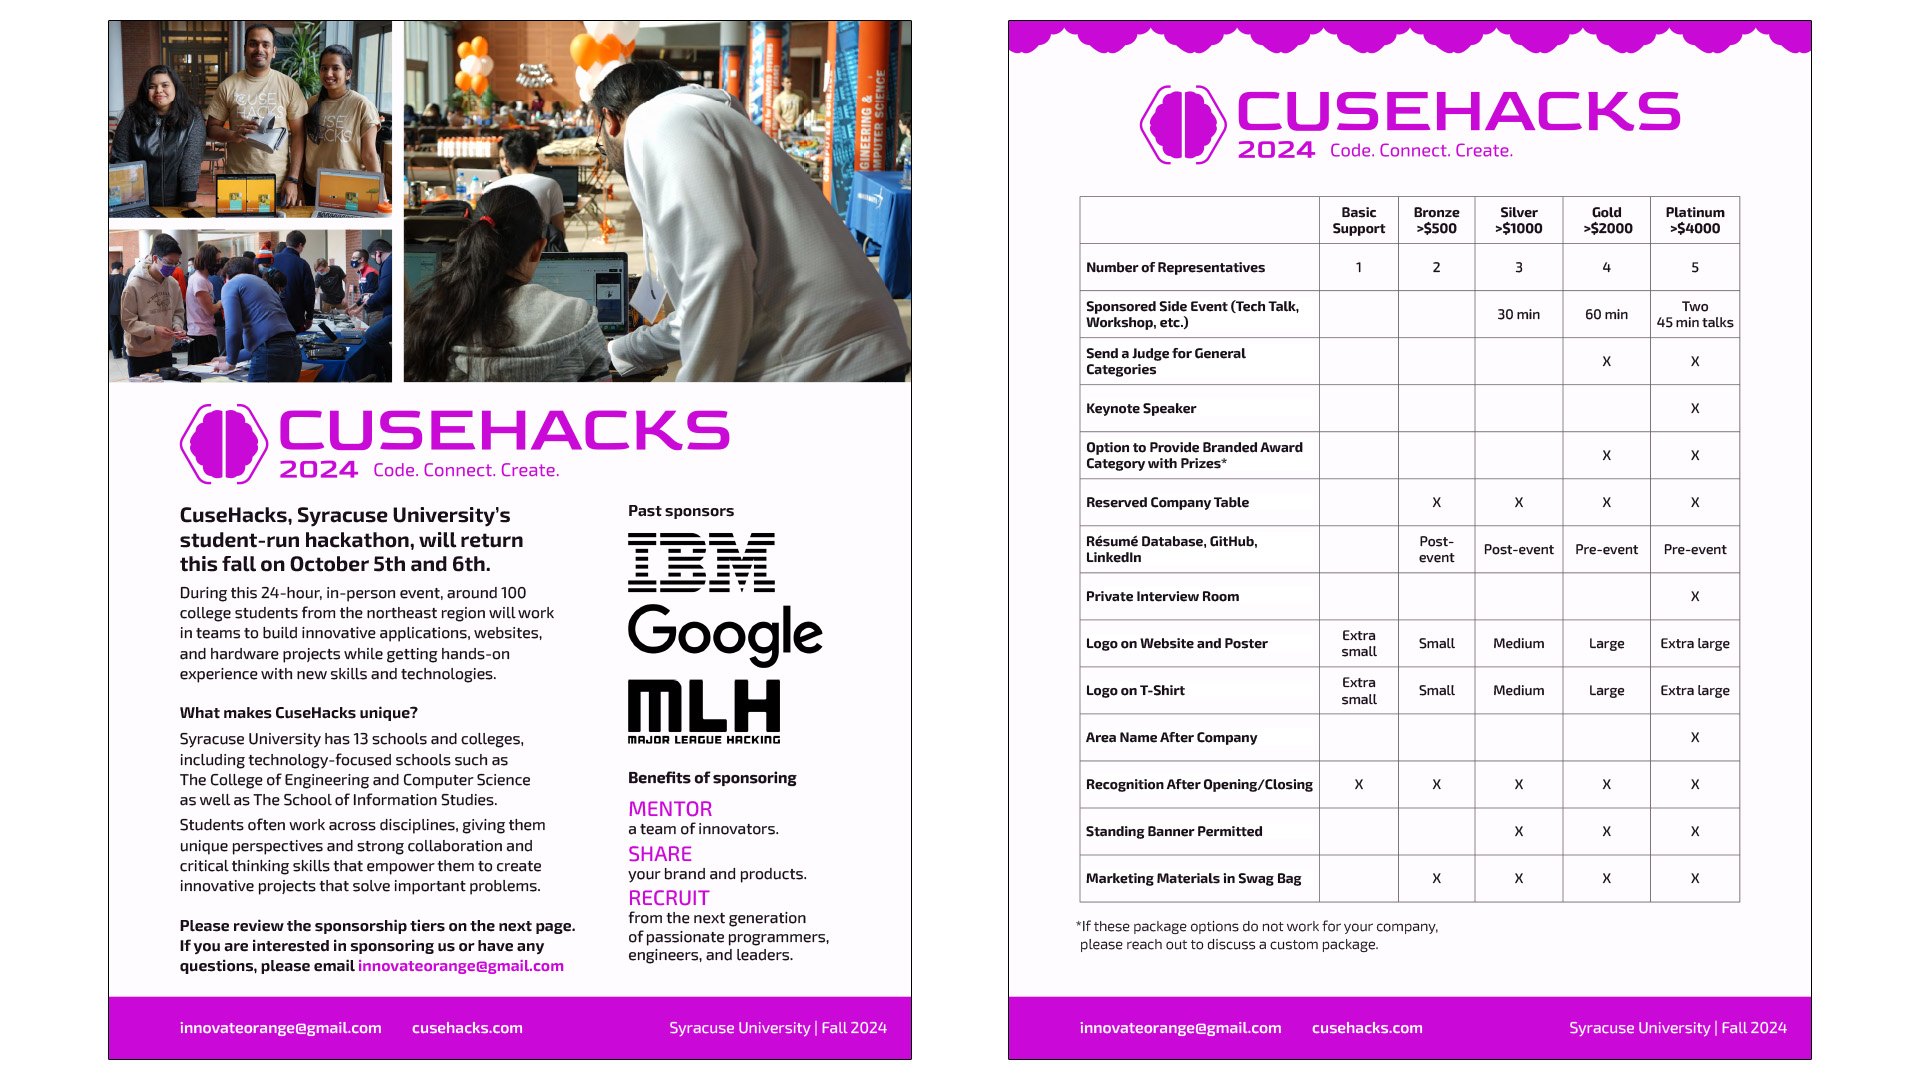 CUSE
HACKS
USE
HACKS
ENGINEERING &
COMPUTER SCIENCE
CUSEHACKS
2024 Code. Connect. Create.
CuseHacks, Syracuse University’s
student-run hackathon, will return
this fall on October 5th and 6th.
During this 24-hour, in-person event, around 100
college students from the northeast region will work
in teams to build innovative applications, websites,
and hardware projects while getting hands-on
experience with new skills and technologies.
What makes CuseHacks unique?
Syracuse University has 13 schools and colleges,
including technology-focused schools such as
The College of Engineering and Computer Science
as well as The School of Information Studies.
Students often work across disciplines, giving them
unique perspectives and strong collaboration and
critical thinking skills that empower them to create
innovative projects that solve important problems.
Please review the sponsorship tiers on the next page.
If you are interested in sponsoring us or have any
questions, please email innovateorange@gmail.com
Past sponsors
IBM
Google
MLH
MAJOR LEAGUE HACKING
Benefits of sponsoring
MENTOR
a team of innovators.
SHARE
your brand and products.
RECRUIT
from the next generation
of passionate programmers,
engineers, and leaders.
innovateorange@gmail.com cusehacks.com Syracuse University | Fall 2024
CUSEHACKS
2024 Code. Connect. Create.
Basic Bronze Silver Gold Platinum
Support >$500 >$1000 >$2000 >$4000
Number of Representatives 1 2 3 4 5
Sponsored Side Event (Tech Talk,
Workshop, etc.) 30 min 60 min Two
45 min talks
Send a Judge for General
Categories X X
Keynote Speaker X
Option to Provide Branded Award
Category with Prizes* X X
Reserved Company Table X X X X
Résumé Database, GitHub,
LinkedIn Post-
event Post-event Pre-event Pre-event
Private Interview Room X
Logo on Website and Poster Extra
small Small Medium Large Extra large
Logo on T-Shirt Extra
small Small Medium Large Extra large
Area Name After Company X
Recognition After Opening/Closing X X X X X
Standing Banner Permitted X X X
Marketing Materials in Swag Bag X X X X
*If these package options do not work for your company,
please reach out to discuss a custom package.
innovateorange@gmail.com cusehacks.com Syracuse University | Fall 2024